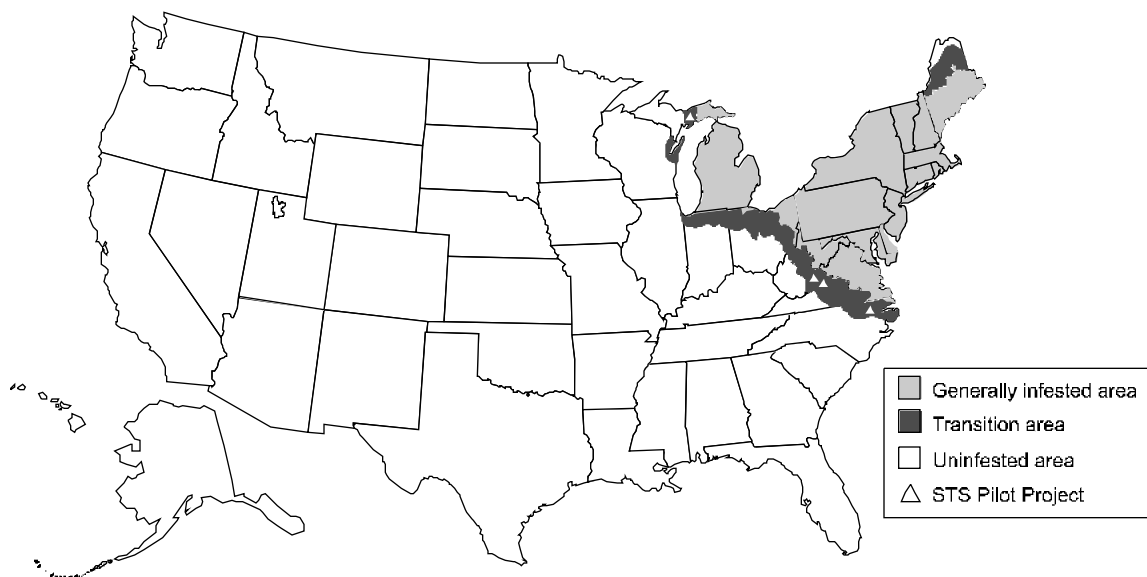 Generally infested area
Transition area
Uninfested area
STS Pilot Project